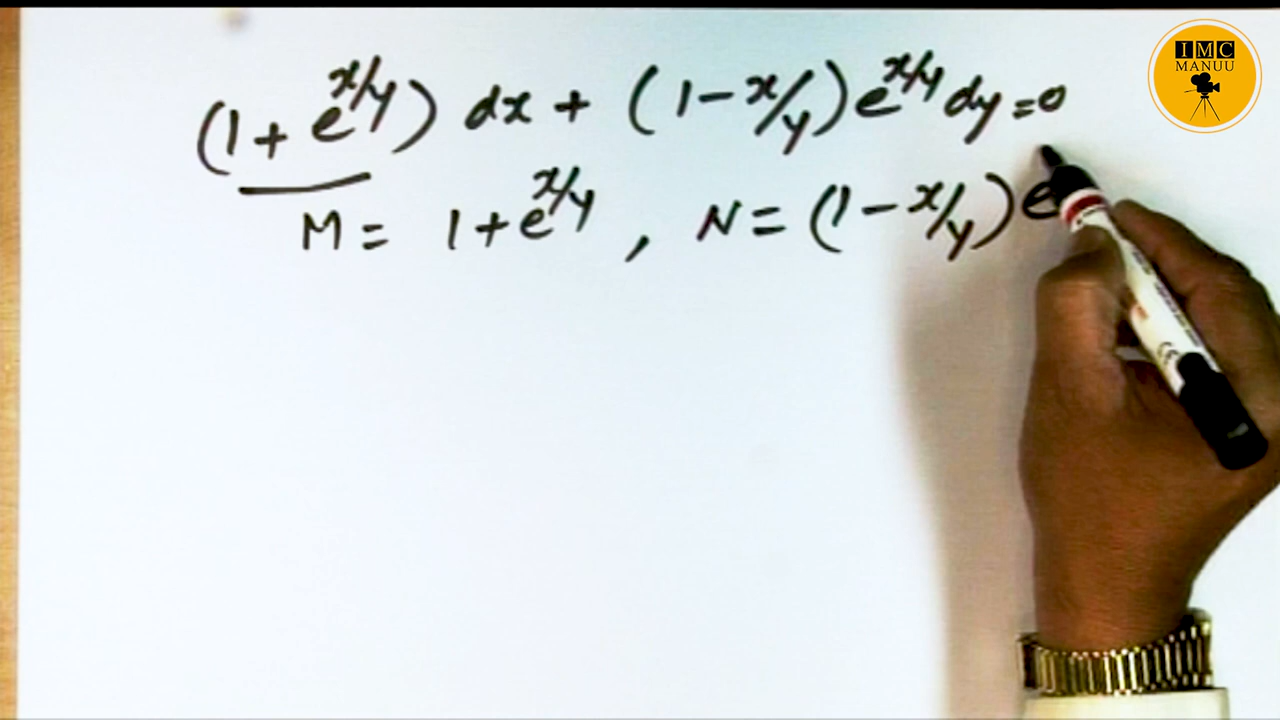 (1 + e^{x/y}) dx + (1 - x/y) e^{x/y} dy = 0
M = 1 + e^{x/y} , N = (1 - x/y) e
IMC
MANUU